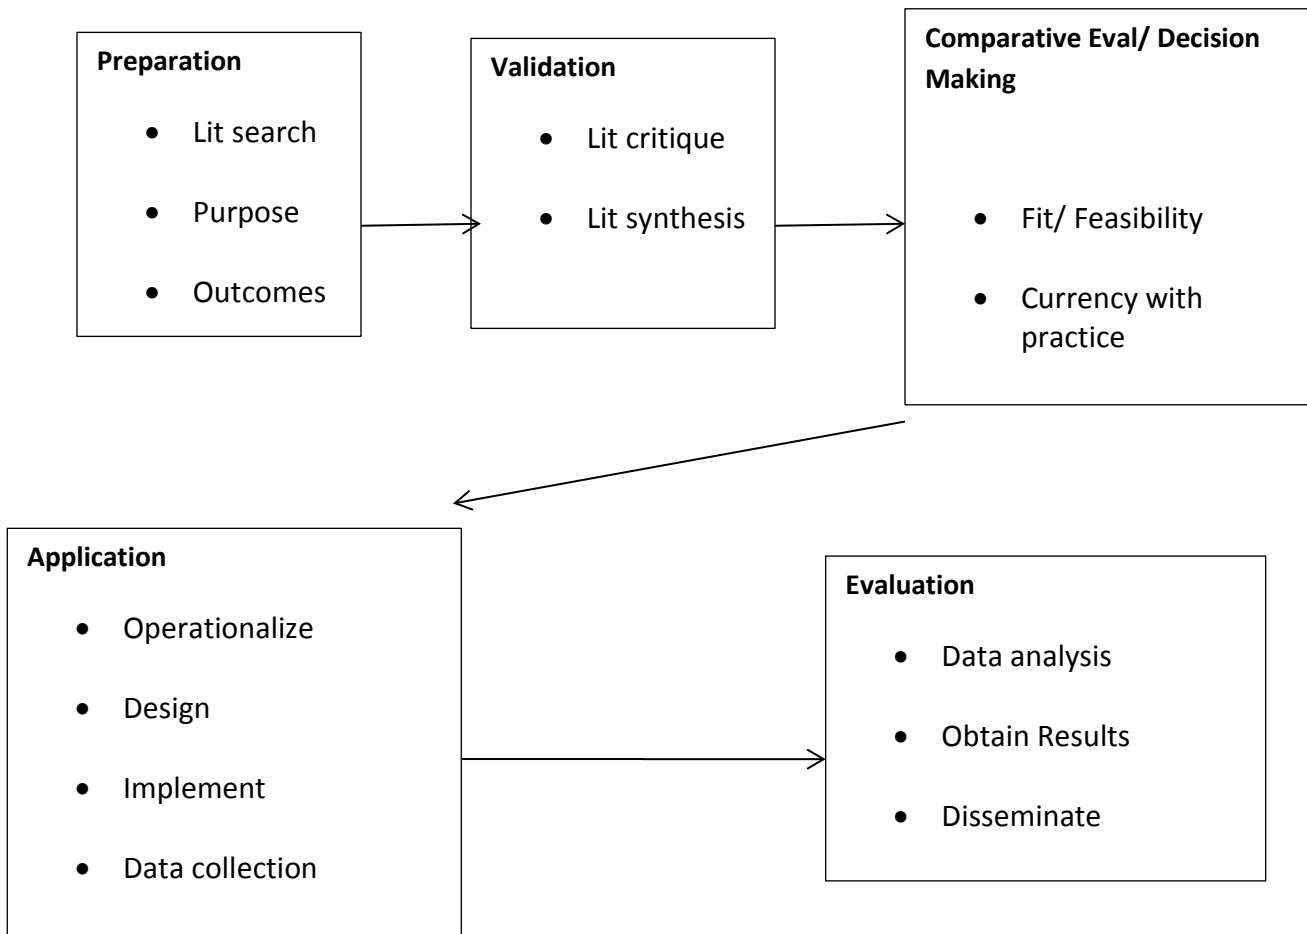 Preparation
• Lit search
• Purpose
• Outcomes
Validation
• Lit critique
• Lit synthesis
Comparative Eval/ Decision
Making
• Fit/ Feasibility
• Currency with
practice
Application
• Operationalize
• Design
• Implement
• Data collection
Evaluation
• Data analysis
• Obtain Results
• Disseminate